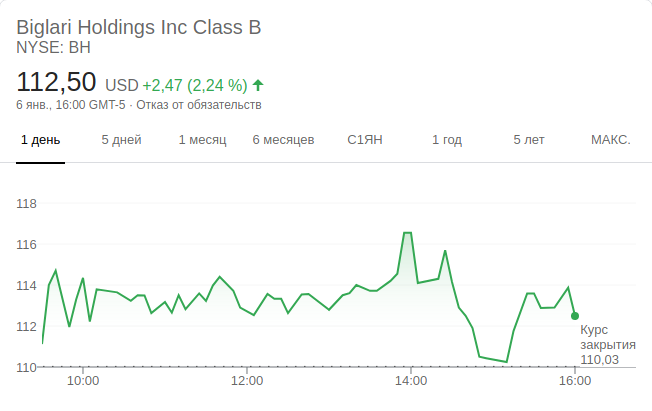 Biglari Holdings Inc Class B
NYSE: BH
112,50 USD +2,47 (2,24 %)
6 янв., 16:00 GMT-5 · Отказ от обязательств
1 день 5 дней 1 месяц 6 месяцев С1ЯН 1 год 5 лет МАКС.
118
116
114
112
110
Курс
закрытия
110,03
10:00 12:00 14:00 16:00